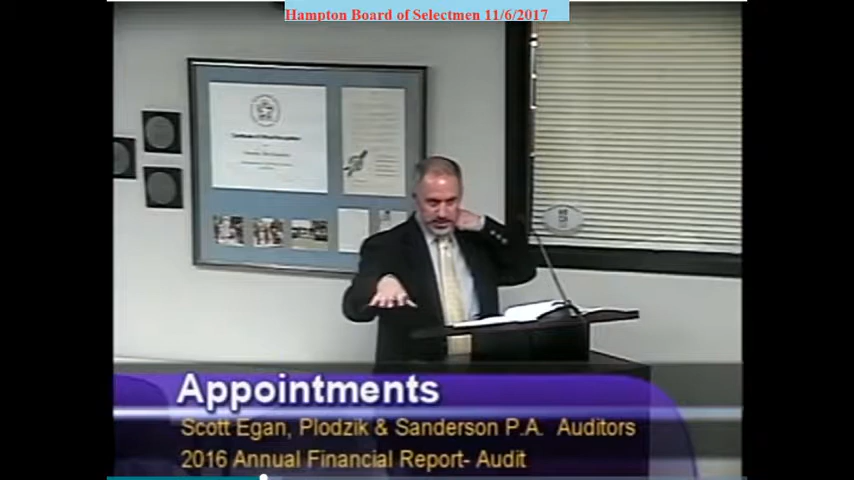 Hampton Board of Selectmen 11/6/2017
Appointments
Scott Egan, Plodzik & Sanderson P.A. Auditors
2016 Annual Financial Report- Audit